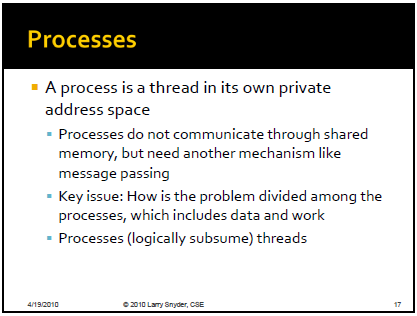 Processes
A process is a thread in its own private
address space
Processes do not communicate through shared
memory, but need another mechanism like
message passing
Key issue: How is the problem divided among the
processes, which includes data and work
Processes (logically subsume) threads
4/19/2010 © 2010 Larry Snyder, CSE 17